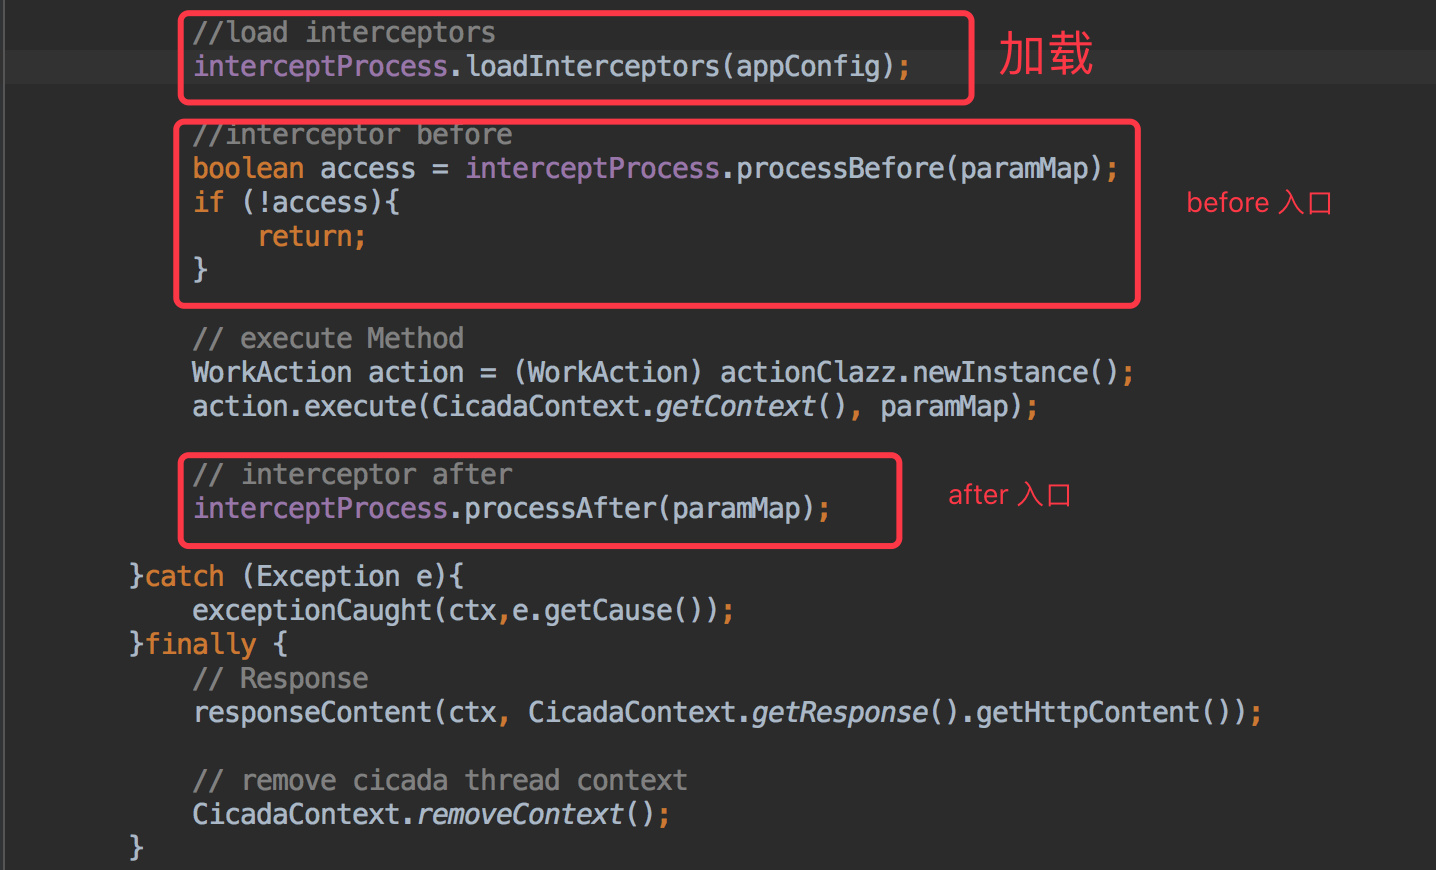 //load interceptors
interceptProcess.loadInterceptors(appConfig);
加载
//interceptor before
boolean access = interceptProcess.processBefore(paramMap);
if (!access){
return;
}
before 入口
// execute Method
WorkAction action = (WorkAction) actionClazz.newInstance();
action.execute(CicadaContext.getContext(), paramMap);
// interceptor after
interceptProcess.processAfter(paramMap);
after 入口
}catch (Exception e){
exceptionCaught(ctx,e.getCause());
}finally {
// Response
responseContent(ctx, CicadaContext.getResponse().getHttpContent());
// remove cicada thread context
CicadaContext.removeContext();
}